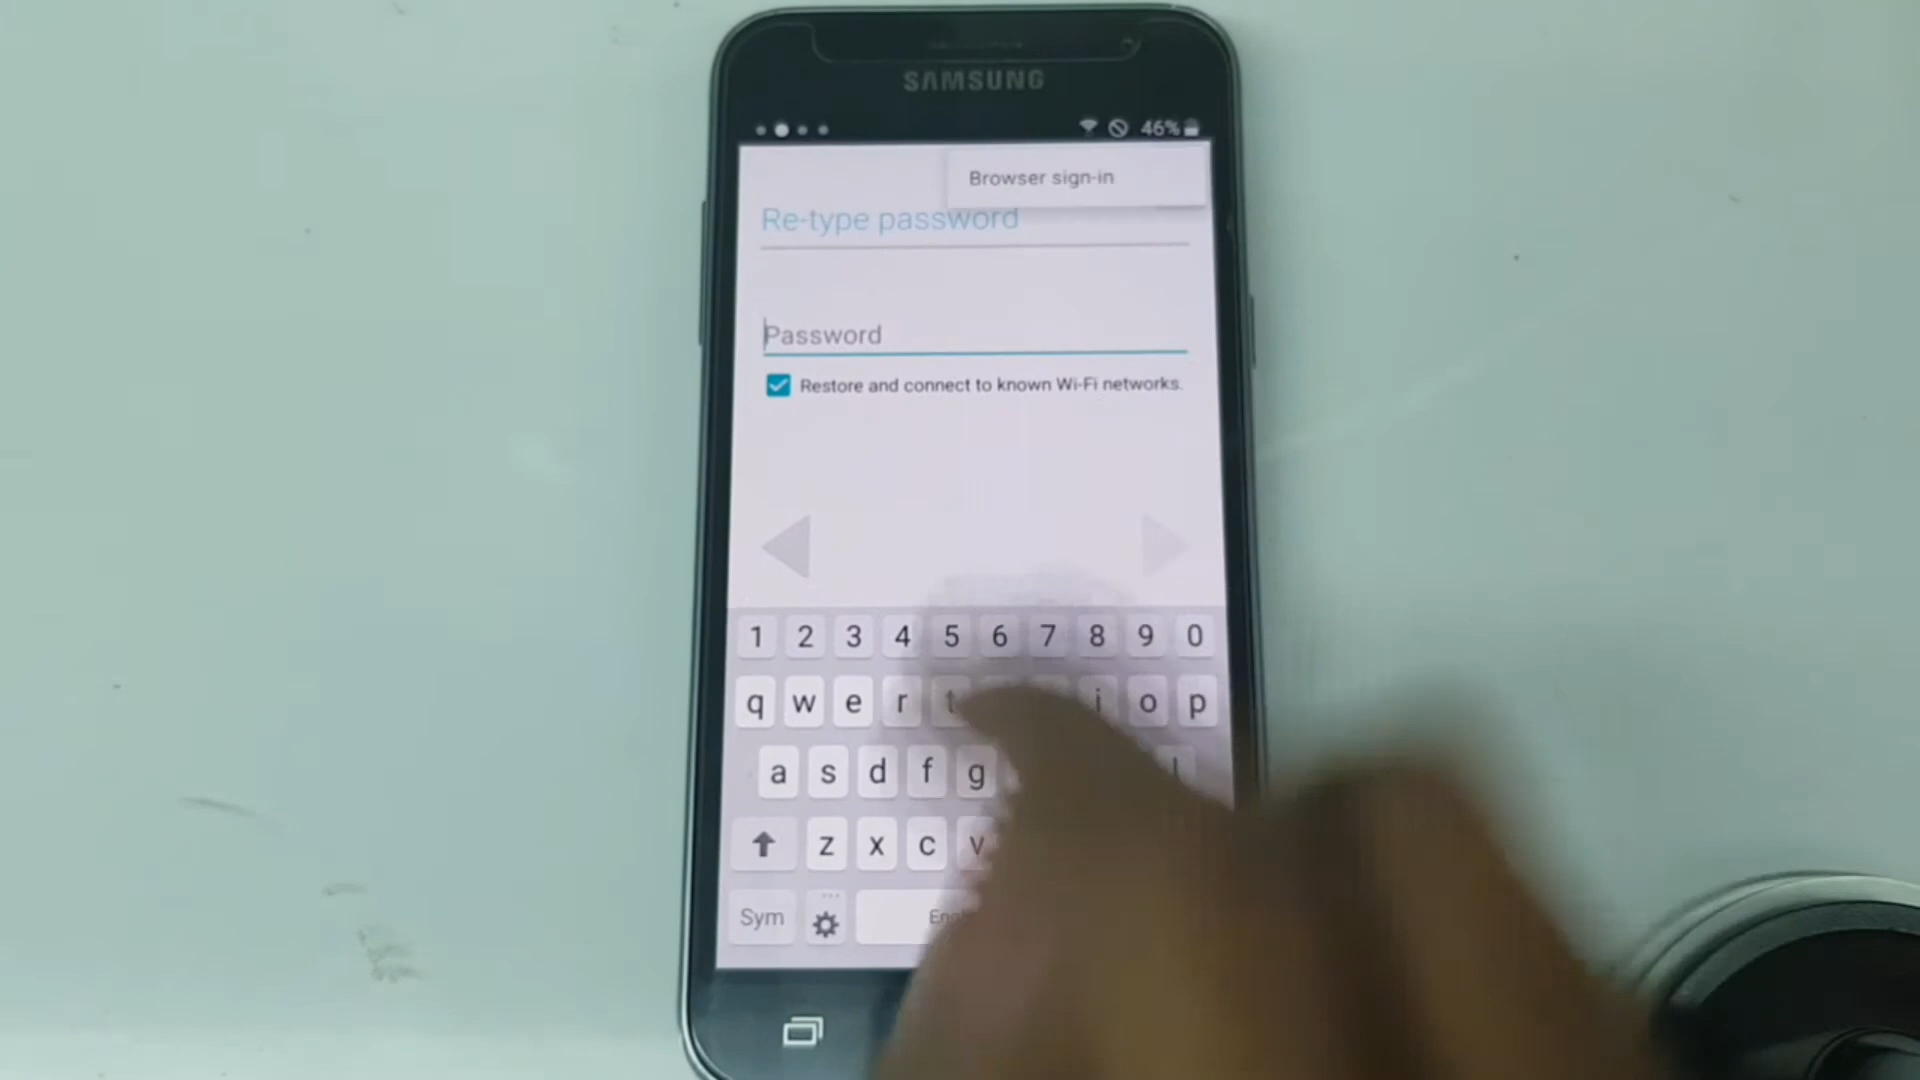 SAMSUNG
46%
Browser sign-in
Re-type password
Password
Restore and connect to known Wi-Fi networks.
1 2 3 4 5 6 7 8 9 0
q w e r t i o p
a s d f g
z x c v
Sym